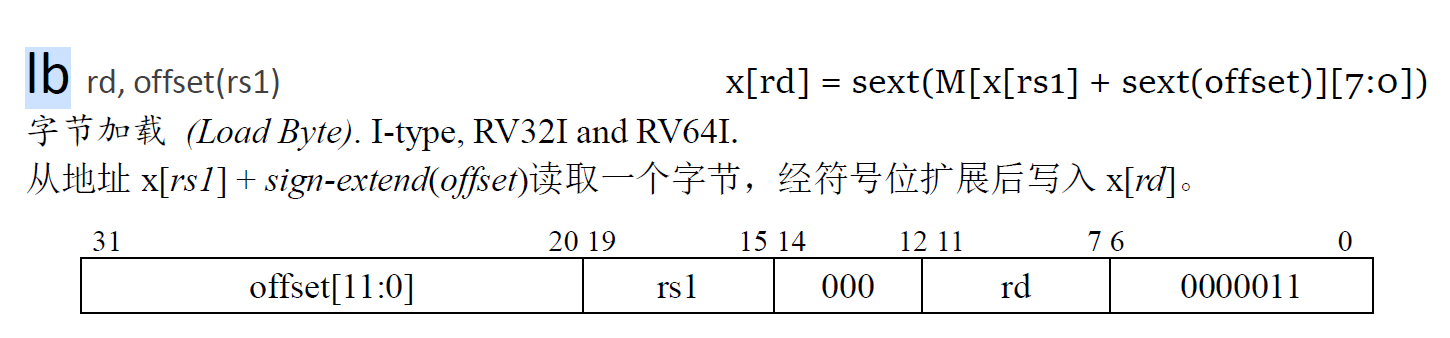 lb rd, offset(rs1) x[rd] = sext(M[x[rs1] + sext(offset)][7:0])
字节加载 (Load Byte). I-type, RV32I and RV64I.
从地址 x[rs1] + sign-extend(offset)读取一个字节，经符号位扩展后写入 x[rd]。
31 20 19 15 14 12 11 7 6 0
offset[11:0] rs1 000 rd 0000011